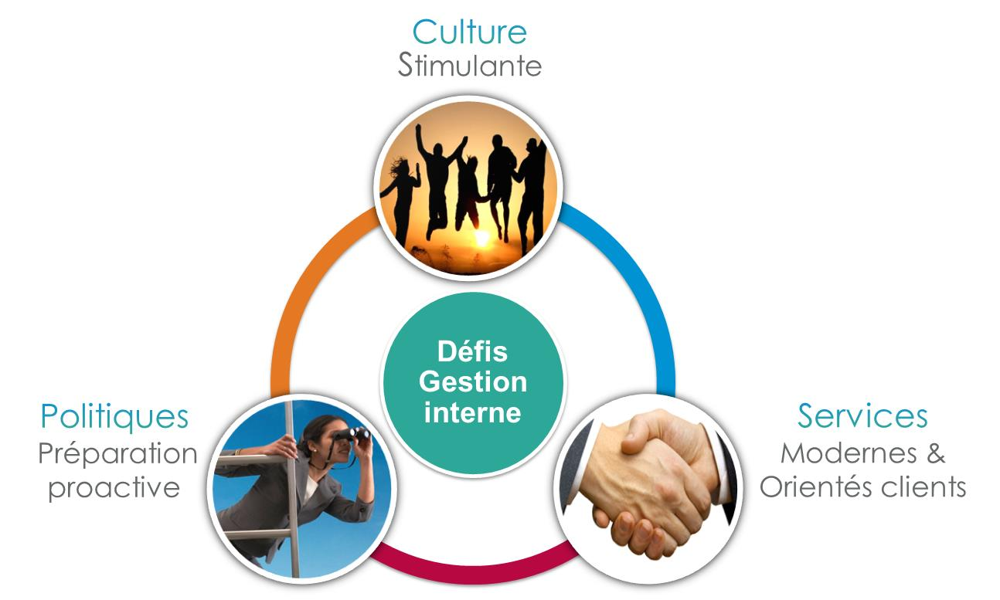 Culture
Stimulante
Défis
Gestion
interne
Politiques
Préparation
proactive
Services
Modernes &
Orientés clients